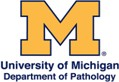 M
University of Michigan
Department of Pathology